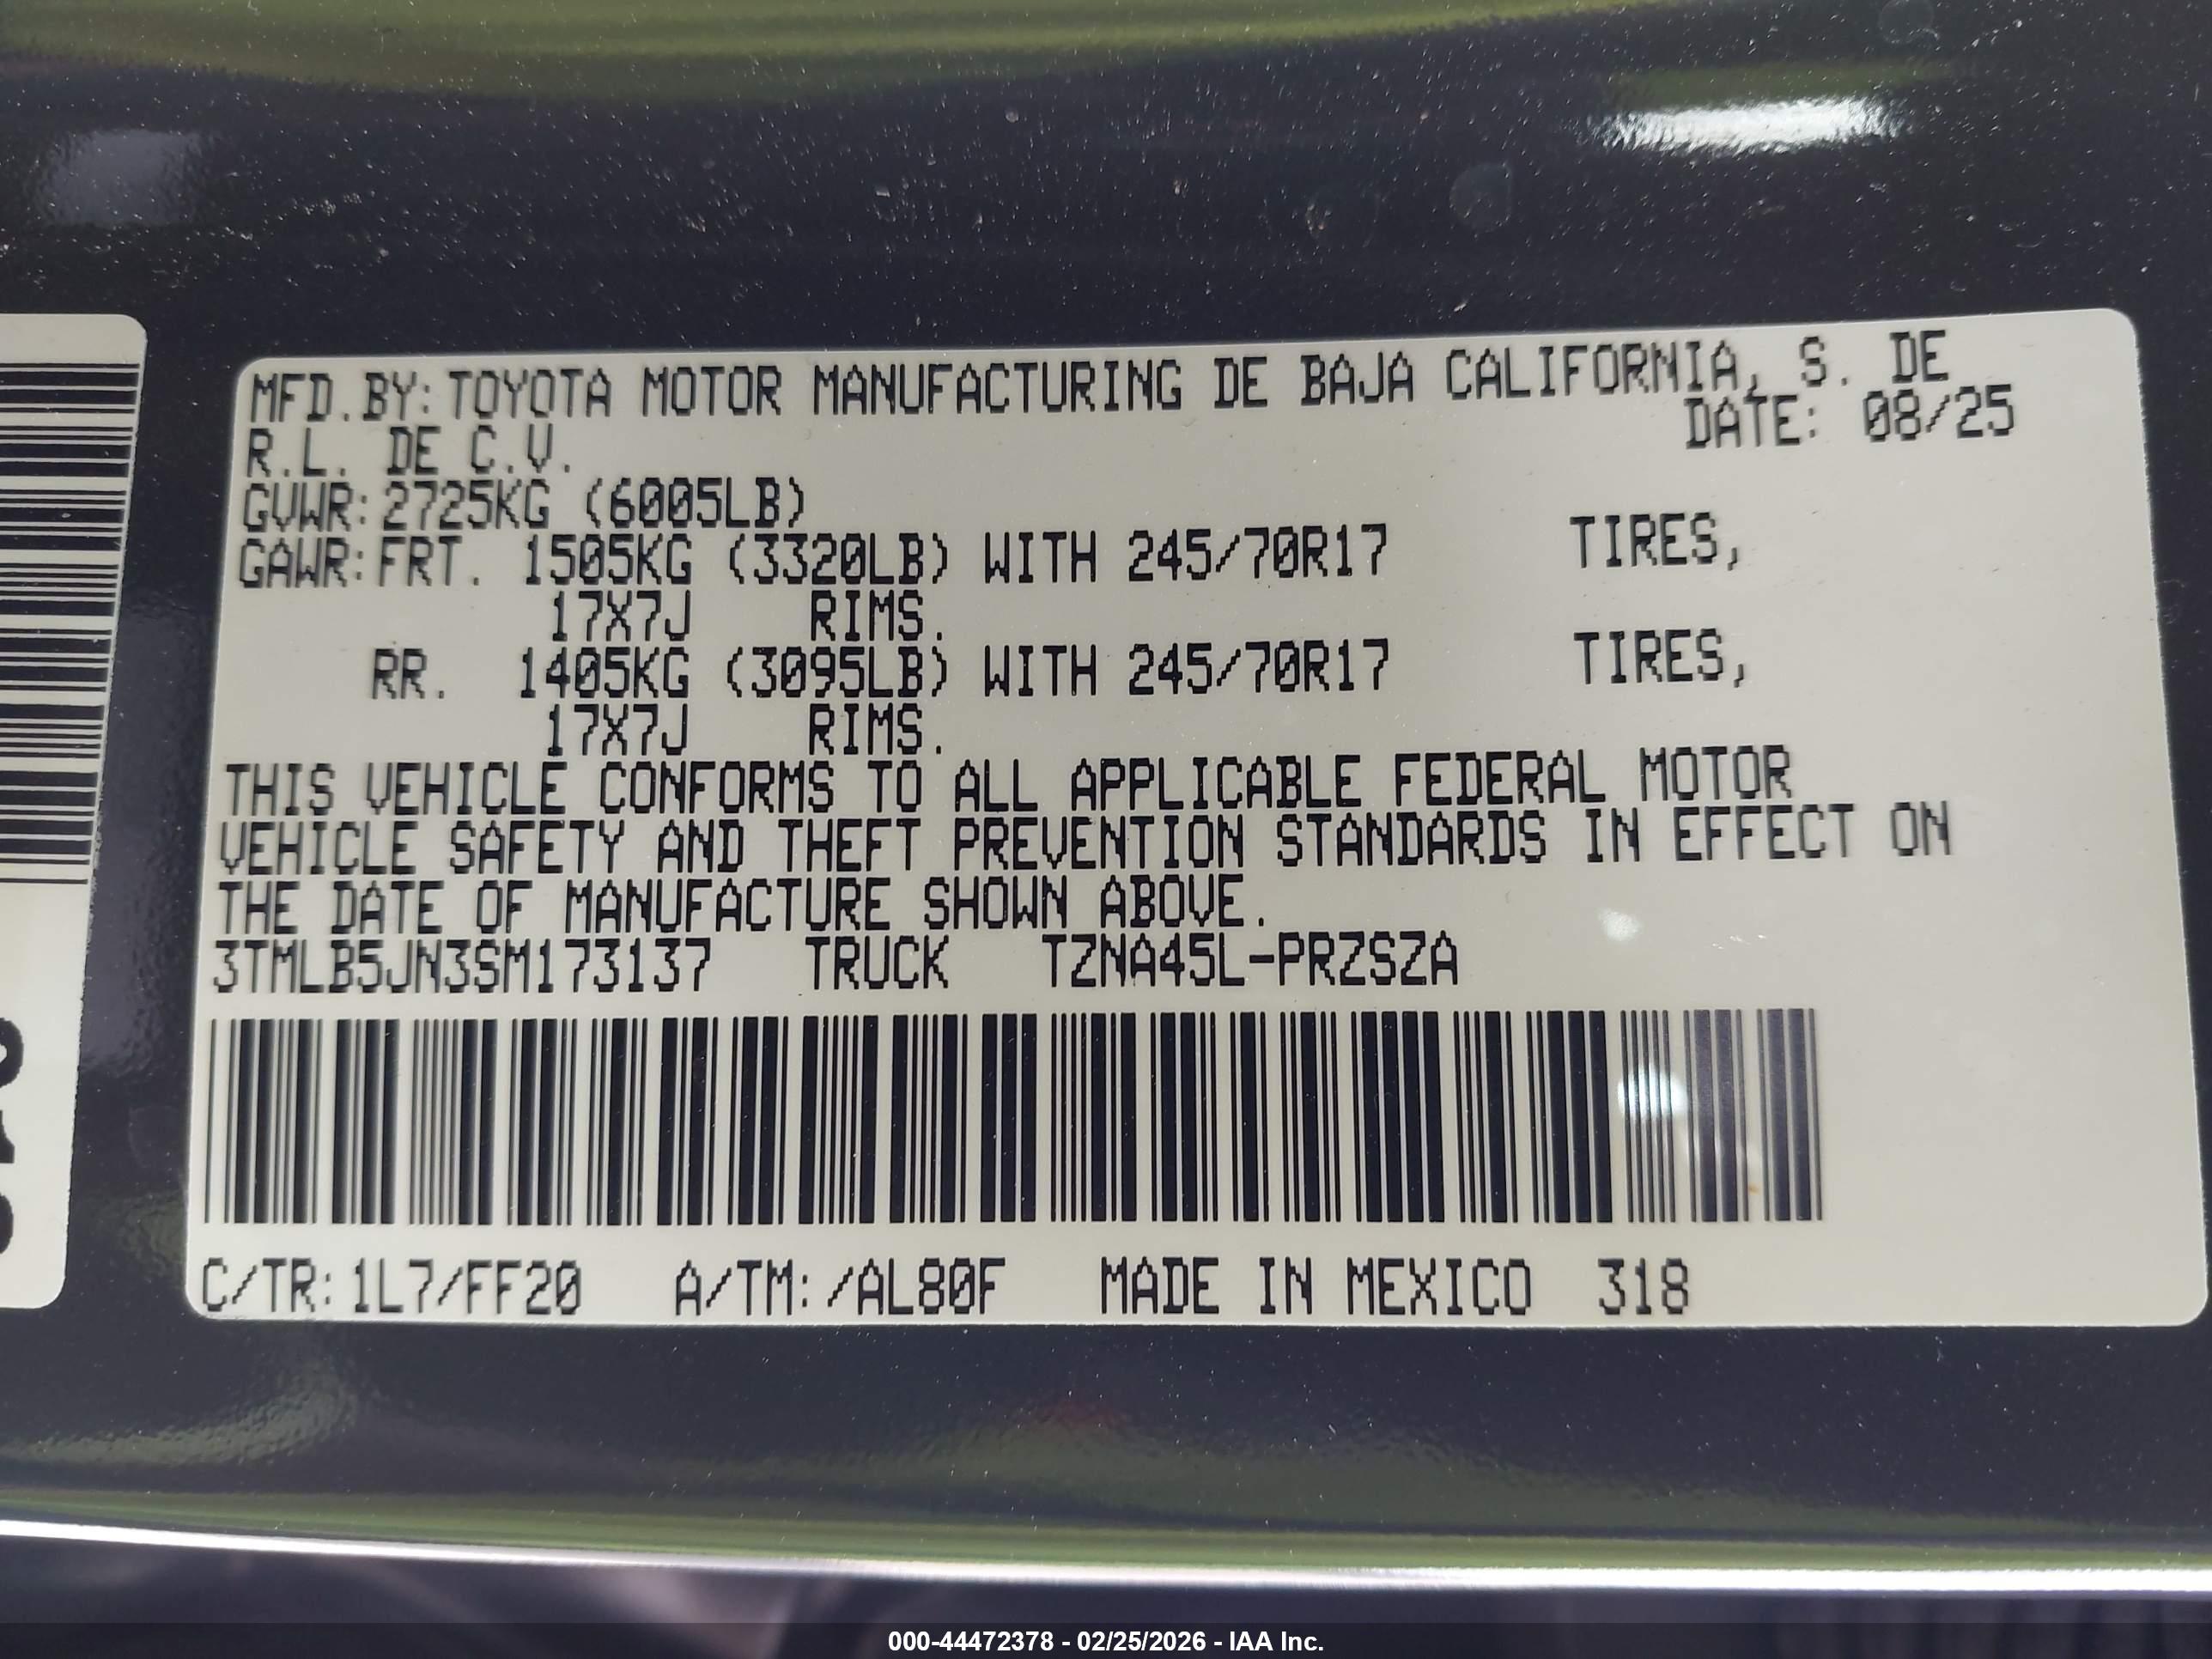 MFD.BY:TOYOTA MOTOR MANUFACTURING DE BAJA CALIFORNIA, S. DE
R.L. DE C.V. DATE: 08/25
GVWR:2725KG (6005LB)
GAWR:FRT. 1505KG (3320LB) WITH 245/70R17 TIRES,
17X7J RIMS.
RR. 1405KG (3095LB) WITH 245/70R17 TIRES,
17X7J RIMS.
THIS VEHICLE CONFORMS TO ALL APPLICABLE FEDERAL MOTOR
VEHICLE SAFETY AND THEFT PREVENTION STANDARDS IN EFFECT ON
THE DATE OF MANUFACTURE SHOWN ABOVE.
3TMLB5JN3SM173137 TRUCK TZNA45L-PRZSZA
C/TR:1L7/FF20 A/TM:/AL80F MADE IN MEXICO 318
000-44472378 - 02/25/2026 - IAA Inc.